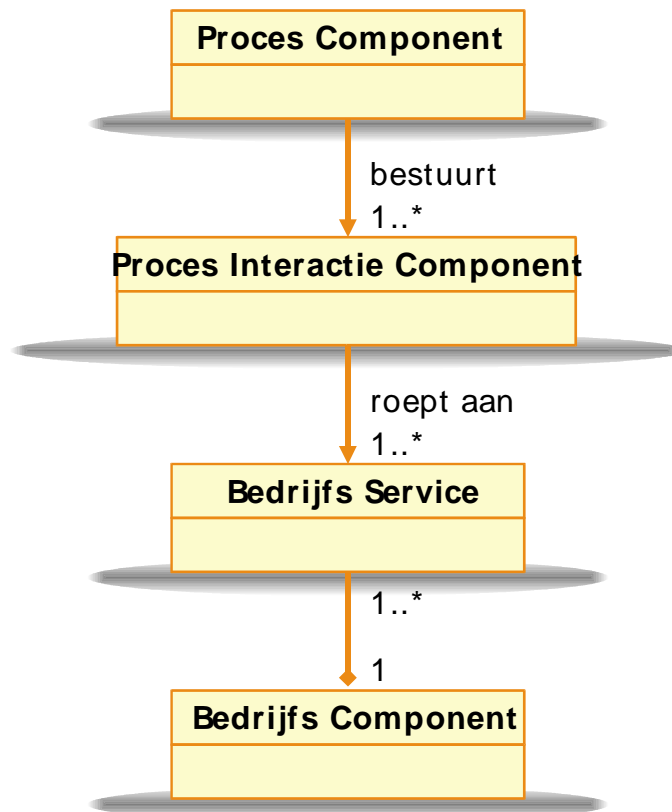 Proces Component
bestuurt
1..*
Proces Interactie Component
roept aan
1..*
Bedrijfs Service
1..*
1
Bedrijfs Component